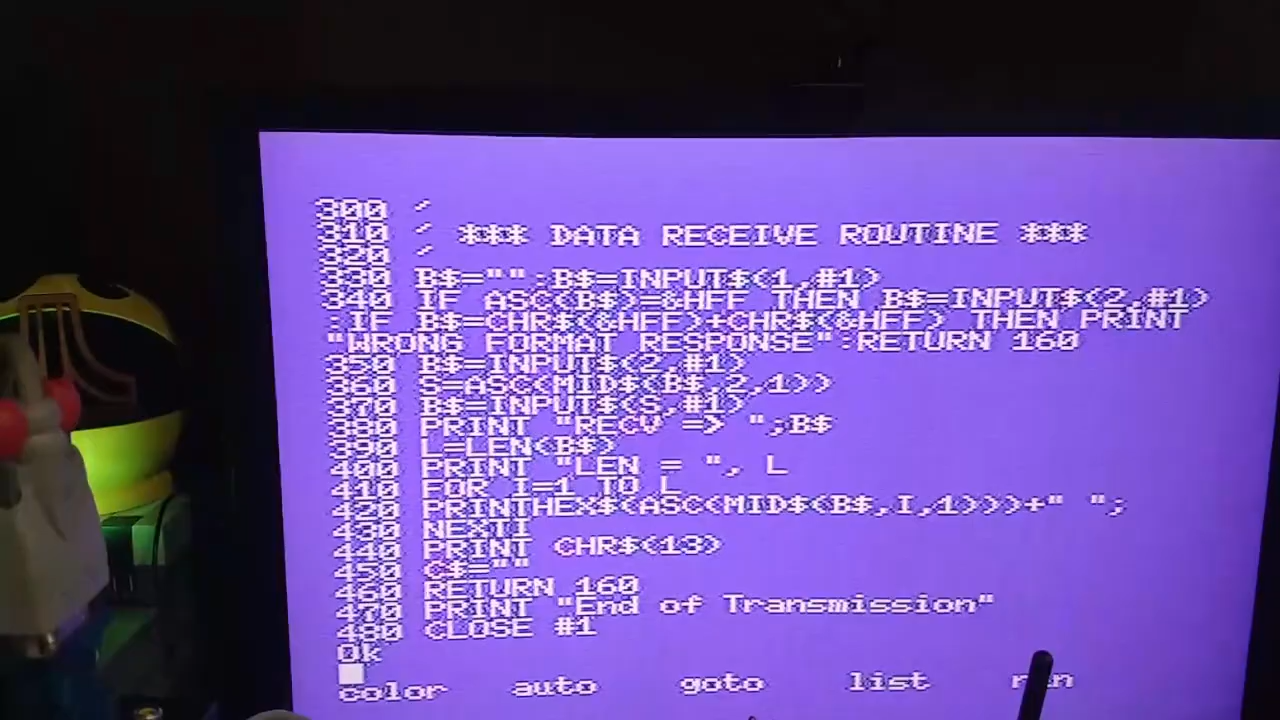 300 '
310 ' *** DATA RECEIVE ROUTINE ***
320 '
330 B$="":B$=INPUT$(1,#1)
340 IF ASC(B$)=&HFF THEN B$=INPUT$(2,#1)
:IF B$=CHR$(&HFF)+CHR$(&HFF) THEN PRINT
"WRONG FORMAT RESPONSE":RETURN 160
350 B$=INPUT$(2,#1)
360 S=ASC(MID$(B$,2,1))
370 B$=INPUT$(S,#1)
380 PRINT "RECV => ";B$
390 L=LEN(B$)
400 PRINT "LEN = ", L
410 FOR I=1 TO L
420 PRINTHEX$(ASC(MID$(B$,I,1)))+" ";
430 NEXTI
440 PRINT CHR$(13)
450 C$=""
460 RETURN 160
470 PRINT "End of Transmission"
480 CLOSE #1
Ok
color auto goto list run